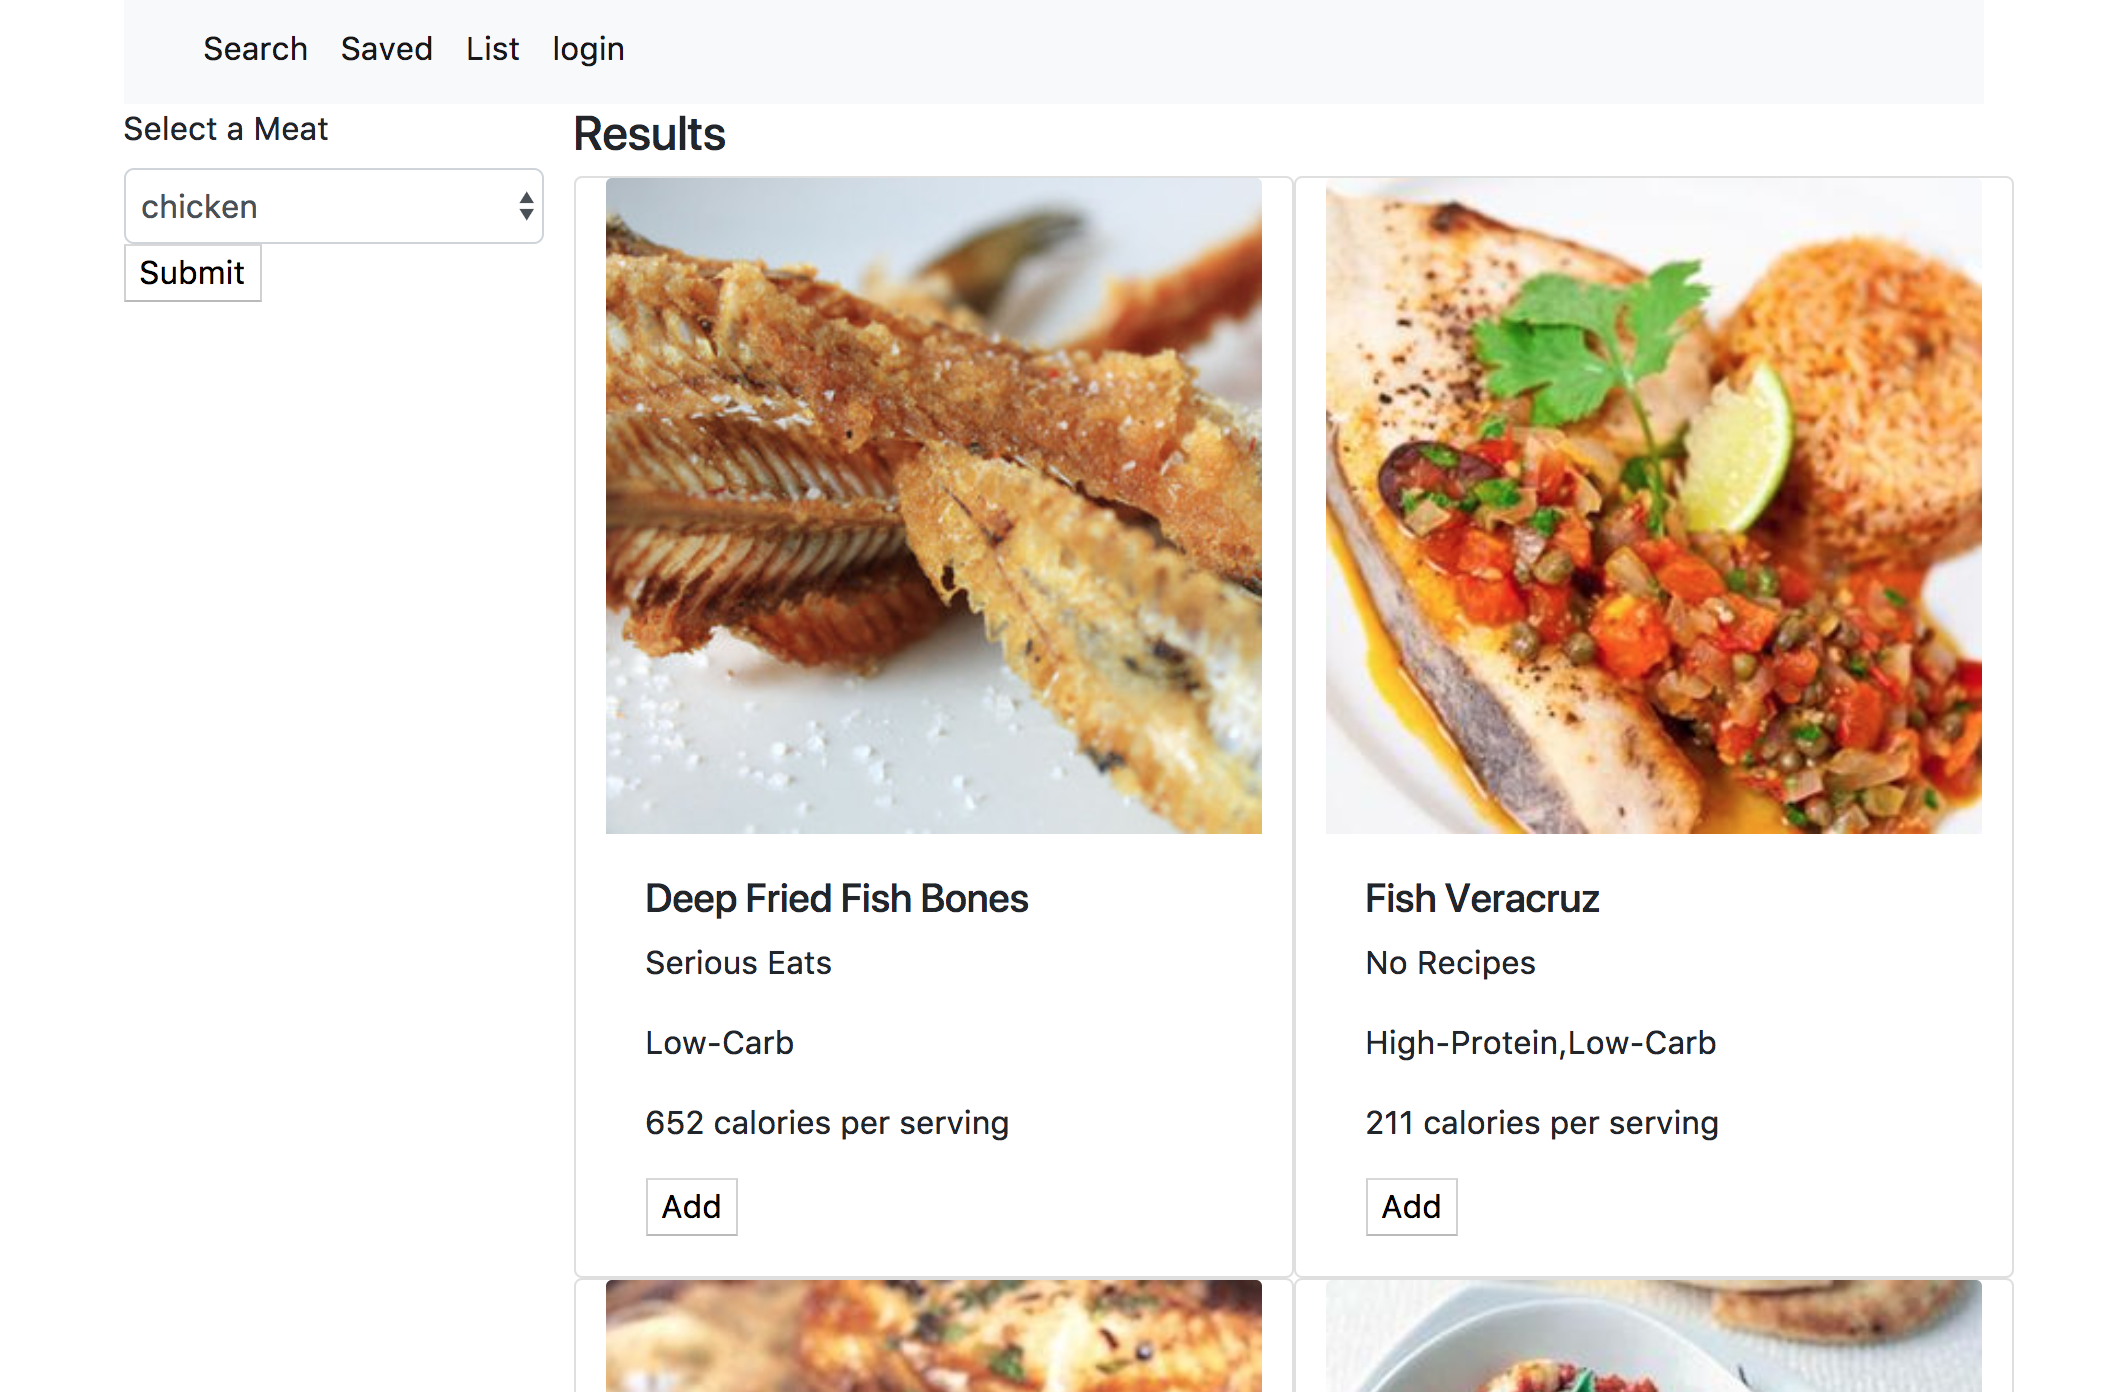 Search Saved List login
Select a Meat
chicken
Submit
Results
Deep Fried Fish Bones
Serious Eats
Low-Carb
652 calories per serving
Add
Fish Veracruz
No Recipes
High-Protein,Low-Carb
211 calories per serving
Add